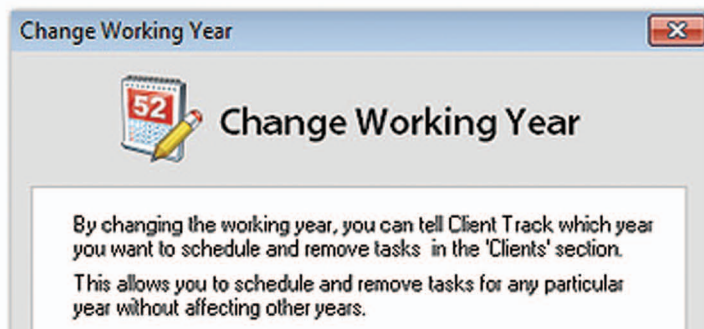 Change Working Year
52
Change Working Year
By changing the working year, you can tell Client Track which year
you want to schedule and remove tasks in the 'Clients' section.
This allows you to schedule and remove tasks for any particular
year without affecting other years.